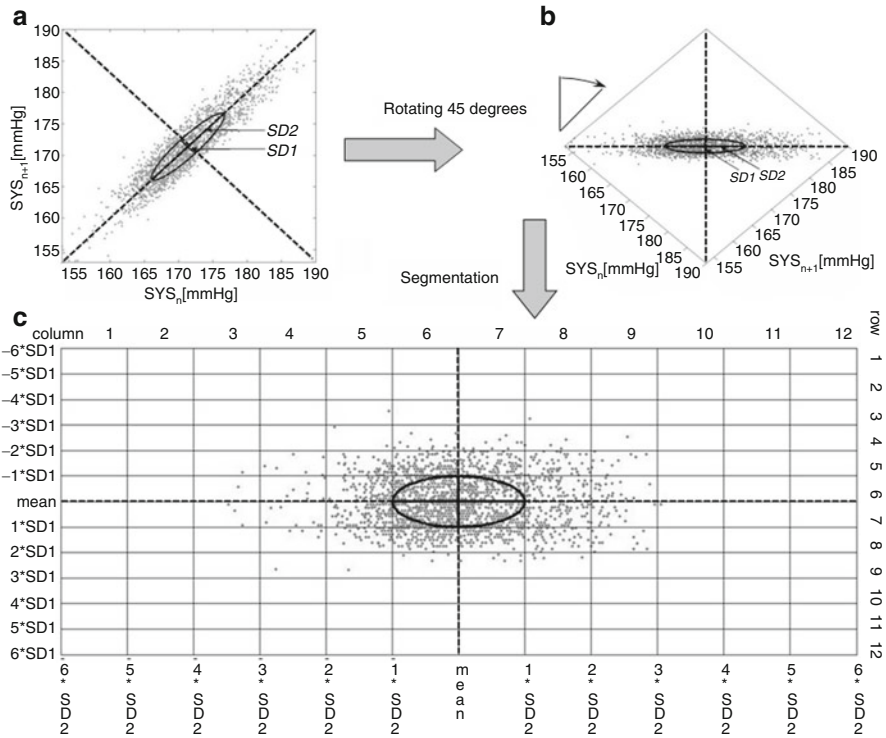 a
190
185
180
175
170
165
160
155
SYSn+1[mmHg]
SD2
SD1
155 160 165 170 175 180 185 190
SYSn[mmHg]
Rotating 45 degrees
b
155
160
165
170
175
180
185
190
SYSn[mmHg]
SD1 SD2
190
185
180
175
170
165
160
155
SYSn+1[mmHg]
Segmentation
c
column 1 2 3 4 5 6 7 8 9 10 11 12
row
–6*SD1
–5*SD1
–4*SD1
–3*SD1
–2*SD1
–1*SD1
mean
1*SD1
2*SD1
3*SD1
4*SD1
5*SD1
6*SD1
1
2
3
4
5
6
7
8
9
10
11
12
-6*SD2 -5*SD2 -4*SD2 -3*SD2 -2*SD2 -1*SD2 mean 1*SD2 2*SD2 3*SD2 4*SD2 5*SD2 6*SD2